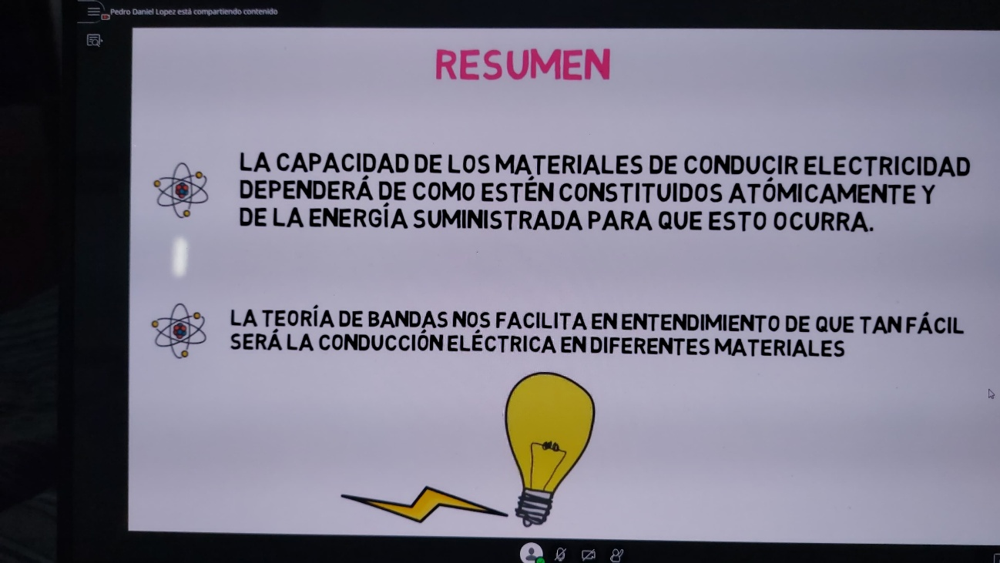 Pedro Daniel Lopez está compartiendo contenido
RESUMEN
LA CAPACIDAD DE LOS MATERIALES DE CONDUCIR ELECTRICIDAD
DEPENDERÁ DE COMO ESTÉN CONSTITUIDOS ATÓMICAMENTE Y
DE LA ENERGÍA SUMINISTRADA PARA QUE ESTO OCURRA.
LA TEORÍA DE BANDAS NOS FACILITA EN ENTENDIMIENTO DE QUE TAN FÁCIL
SERÁ LA CONDUCCIÓN ELÉCTRICA EN DIFERENTES MATERIALES